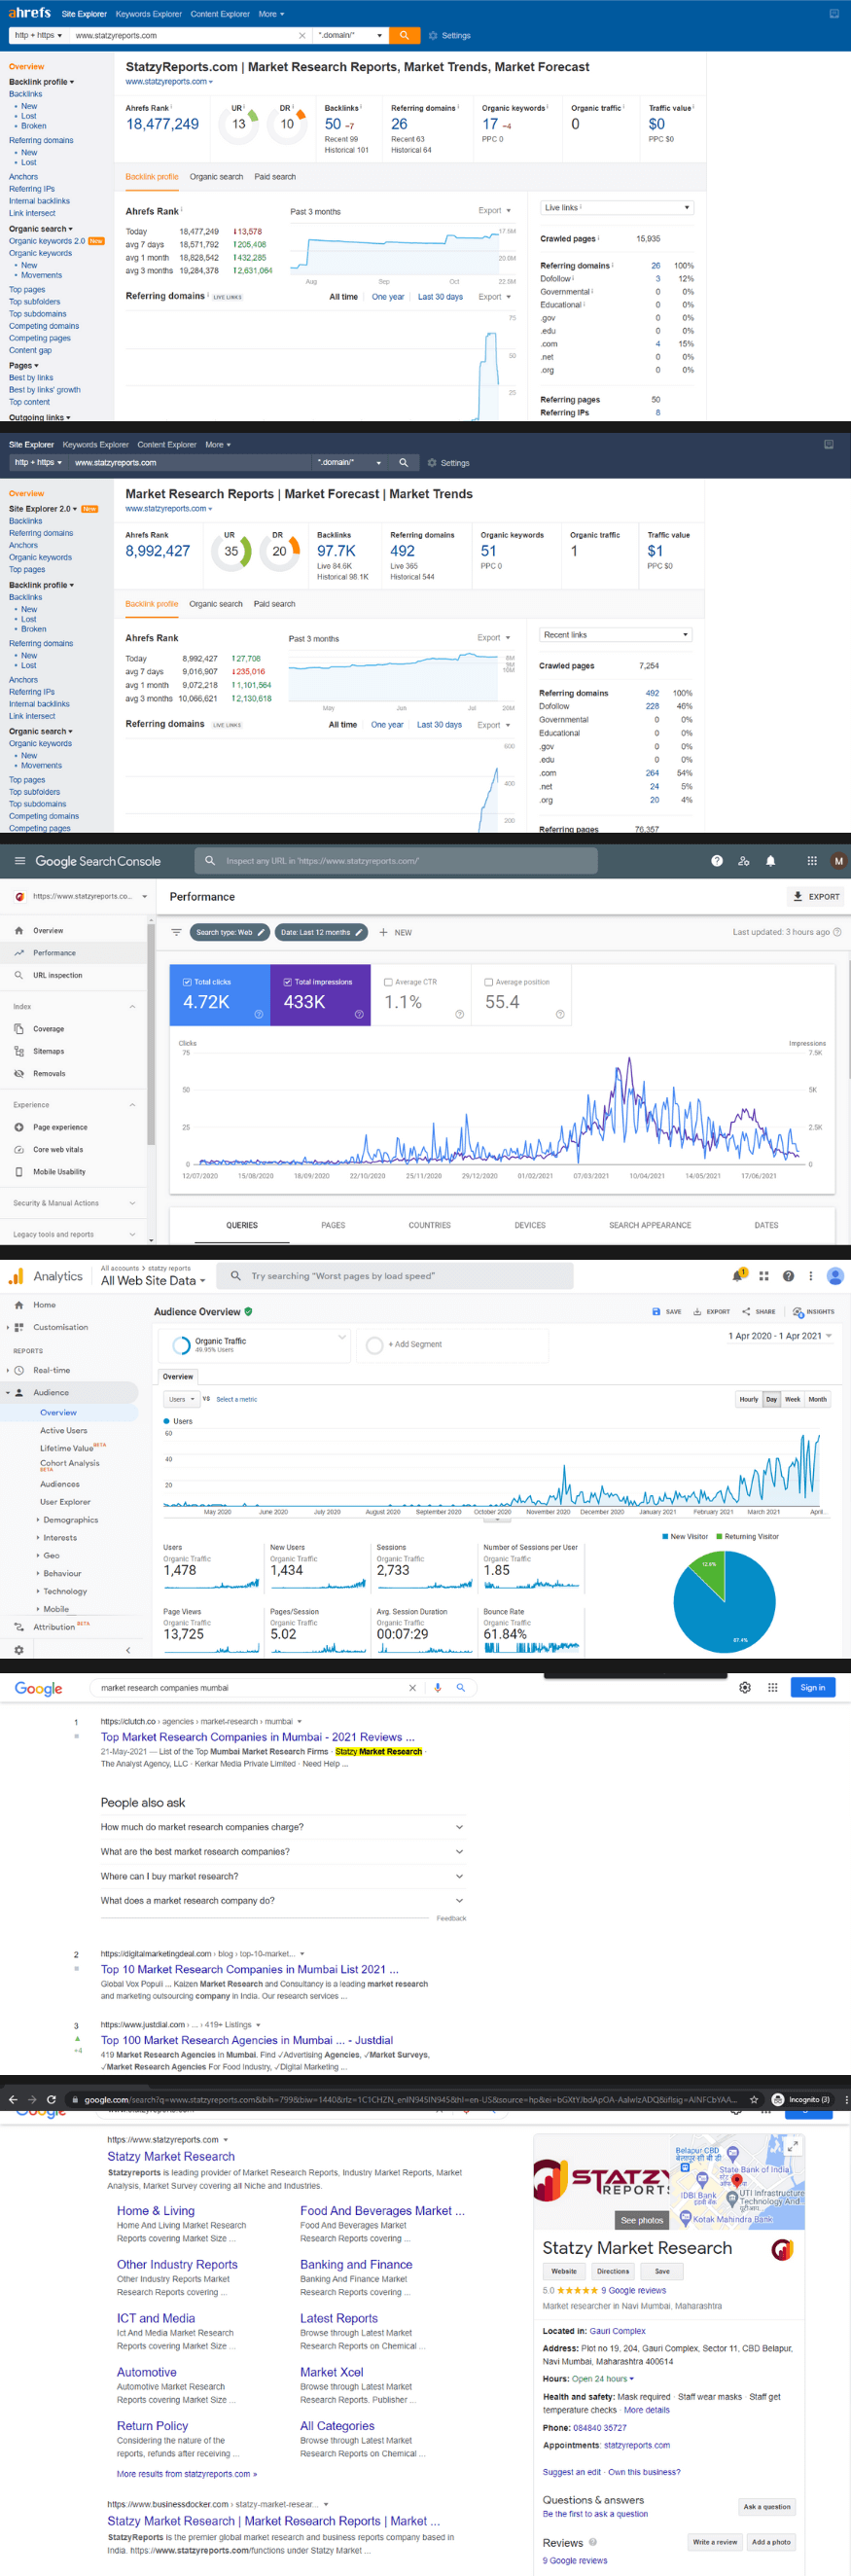 ahrefs Site Explorer Keywords Explorer Content Explorer More
http + https www.statzyreports.com *.domain/* Settings
Overview
Backlink profile
Backlinks
New
Lost
Broken
Referring domains
New
Lost
Anchors
Referring IPs
Internal backlinks
Link intersect
Organic search
Organic keywords 2.0 New
Organic keywords
New
Movements
Top pages
Top subfolders
Top subdomains
Competing domains
Competing pages
Content gap
Pages
Best by links
Best by links' growth
Top content
Outgoing links
StatzyReports.com | Market Research Reports, Market Trends, Market Forecast
www.statzyreports.com
Ahrefs Rank UR DR Backlinks Referring domains Organic keywords Organic traffic Traffic value
18,477,249 13 10 50 -7 26 17 -4 0 $0
Recent 99 Recent 63 PPC 0 PPC $0
Historical 101 Historical 64
Backlink profile Organic search Paid search
Ahrefs Rank Past 3 months Export
Today 18,477,249 13,578
avg 7 days 18,571,792 205,408
avg 1 month 18,828,542 432,285
avg 3 months 19,284,378 2,631,064
17.5M
20.0M
22.5M
Aug Sep Oct
Referring domains LIVE LINKS All time One year Last 30 days Export
75
50
25
Live links
Crawled pages 15,935
Referring domains 26 100%
Dofollow 3 12%
Governmental 0 0%
Educational 0 0%
.gov 0 0%
.edu 0 0%
.com 4 15%
.net 0 0%
.org 0 0%
Referring pages 50
Referring IPs 8
Site Explorer Keywords Explorer Content Explorer More
http + https www.statzyreports.com *.domain/* Settings
Overview
Site Explorer 2.0 New
Backlinks
Referring domains
Anchors
Organic keywords
Top pages
Backlink profile
Backlinks
New
Lost
Broken
Referring domains
New
Lost
Anchors
Referring IPs
Internal backlinks
Link intersect
Organic search
Organic keywords
New
Movements
Top pages
Top subfolders
Top subdomains
Competing domains
Competing pages
Market Research Reports | Market Forecast | Market Trends
www.statzyreports.com
Ahrefs Rank UR DR Backlinks Referring domains Organic keywords Organic traffic Traffic value
8,992,427 35 20 97.7K 492 51 1 $1
Live 84.6K Live 365 PPC 0 PPC $0
Historical 98.1K Historical 544
Backlink profile Organic search Paid search
Ahrefs Rank Past 3 months Export
Today 8,992,427 27,706
avg 7 days 9,016,907 235,016
avg 1 month 9,072,218 1,101,564
avg 3 months 10,066,621 2,130,618
May Jun Jul 20M
Referring domains LIVE LINKS All time One year Last 30 days Export
600
400
200
Recent links
Crawled pages 7,254
Referring domains 492 100%
Dofollow 228 46%
Governmental 0 0%
Educational 0 0%
.gov 0 0%
.edu 0 0%
.com 264 54%
.net 24 5%
.org 20 4%
Referring pages 76,357
Google Search Console Inspect any URL in 'https://www.statzyreports.com/' M
https://www.statzyreports.co... Performance EXPORT
Overview
Performance
URL inspection
Index
Coverage
Sitemaps
Removals
Experience
Page experience
Core web vitals
Mobile Usability
Security & Manual Actions
Legacy tools and reports
Search type: Web Date: Last 12 months NEW Last updated: 3 hours ago
Total clicks Total impressions Average CTR Average position
4.72K 433K 1.1% 55.4
Clicks Impressions
75 7.5K
50 5K
25 2.5K
0 0
12/07/2020 15/08/2020 18/09/2020 22/10/2020 25/11/2020 29/12/2020 01/02/2021 07/03/2021 10/04/2021 14/05/2021 17/06/2021
QUERIES PAGES COUNTRIES DEVICES SEARCH APPEARANCE DATES
Analytics All accounts > statzy reports
All Web Site Data Try searching "Worst pages by load speed" 1
Home
Customisation
REPORTS
Real-time
Audience
Overview
Active Users
Lifetime Value BETA
Cohort Analysis BETA
Audiences
User Explorer
Demographics
Interests
Geo
Behaviour
Technology
Mobile
Attribution BETA
Audience Overview SAVE EXPORT SHARE INSIGHTS
Organic Traffic
49.95% Users
+ Add Segment
1 Apr 2020 - 1 Apr 2021
Overview
Users VS Select a metric Hourly Day Week Month
Users
60
40
20
May 2020 June 2020 July 2020 August 2020 September 2020 October 2020 November 2020 December 2020 January 2021 February 2021 March 2021 April...
New Visitor Returning Visitor
Users New Users Sessions Number of Sessions per User
Organic Traffic Organic Traffic Organic Traffic Organic Traffic
1,478 1,434 2,733 1.85
Page Views Pages/Session Avg. Session Duration Bounce Rate
Organic Traffic Organic Traffic Organic Traffic Organic Traffic
13,725 5.02 00:07:29 61.84%
12.6%
87.4%
Google market research companies mumbai Sign in
1 https://clutch.co › agencies › market-research › mumbai
Top Market Research Companies in Mumbai - 2021 Reviews ...
21-May-2021 — List of the Top Mumbai Market Research Firms · Statzy Market Research ·
The Analyst Agency, LLC · Kerkar Media Private Limited · Need Help ...
People also ask
How much do market research companies charge?
What are the best market research companies?
Where can I buy market research?
What does a market research company do?
Feedback
2 https://digitalmarketingdeal.com › blog › top-10-market...
Top 10 Market Research Companies in Mumbai List 2021 ...
Global Vox Populi ... Kaizen Market Research and Consultancy is a leading market research
and marketing outsourcing company in India. Our research services ...
3 https://www.justdial.com › ... › 419+ Listings
Top 100 Market Research Agencies in Mumbai ... - Justdial
+4 419 Market Research Agencies in Mumbai. Find ✓Advertising Agencies, ✓Market Surveys,
✓Market Research Agencies For Food Industry, ✓Digital Marketing ...
Incognito (3)
https://www.statzyreports.com
Statzy Market Research
Statzyreports is leading provider of Market Research Reports, Industry Market Reports, Market
Analysis, Market Survey covering all Niche and Industries.
Home & Living
Home And Living Market Research
Reports covering Market Size ...
Food And Beverages Market ...
Food And Beverages Market
Research Reports covering ...
Other Industry Reports
Other Industry Reports Market
Research Reports covering ...
Banking and Finance
Banking And Finance Market
Research Reports covering ...
ICT and Media
Ict And Media Market Research
Reports covering Market Size ...
Latest Reports
Browse through Latest Market
Research Reports on Chemical ...
Automotive
Automotive Market Research
Reports covering Market Size ...
Market Xcel
Browse through Latest Market
Research Reports. Publisher ...
Return Policy
Considering the nature of the
reports, refunds after receiving ...
All Categories
Browse through Latest Market
Research Reports on Chemical ...
More results from statzyreports.com »
https://www.businessdocker.com › statzy-market-resear...
Statzy Market Research | Market Research Reports | Market ...
StatzyReports is the premier global market research and business reports company based in
India. https://www.statzyreports.com/functions under Statzy Market ...
STATZY
REPORTS
See photos
Belapur CBD
State Bank of India
IDBI Bank
UTI Infrastructure
Technology And
Kotak Mahindra Bank
Statzy Market Research
Website Directions Save
5.0 ★★★★★ 9 Google reviews
Market researcher in Navi Mumbai, Maharashtra
Located in: Gauri Complex
Address: Plot no 19, 204, Gauri Complex, Sector 11, CBD Belapur,
Navi Mumbai, Maharashtra 400614
Hours: Open 24 hours
Health and safety: Mask required · Staff wear masks · Staff get
temperature checks · More details
Phone: 084840 35727
Appointments: statzyreports.com
Suggest an edit · Own this business?
Questions & answers
Be the first to ask a question
Ask a question
Reviews
Write a review Add a photo
9 Google reviews